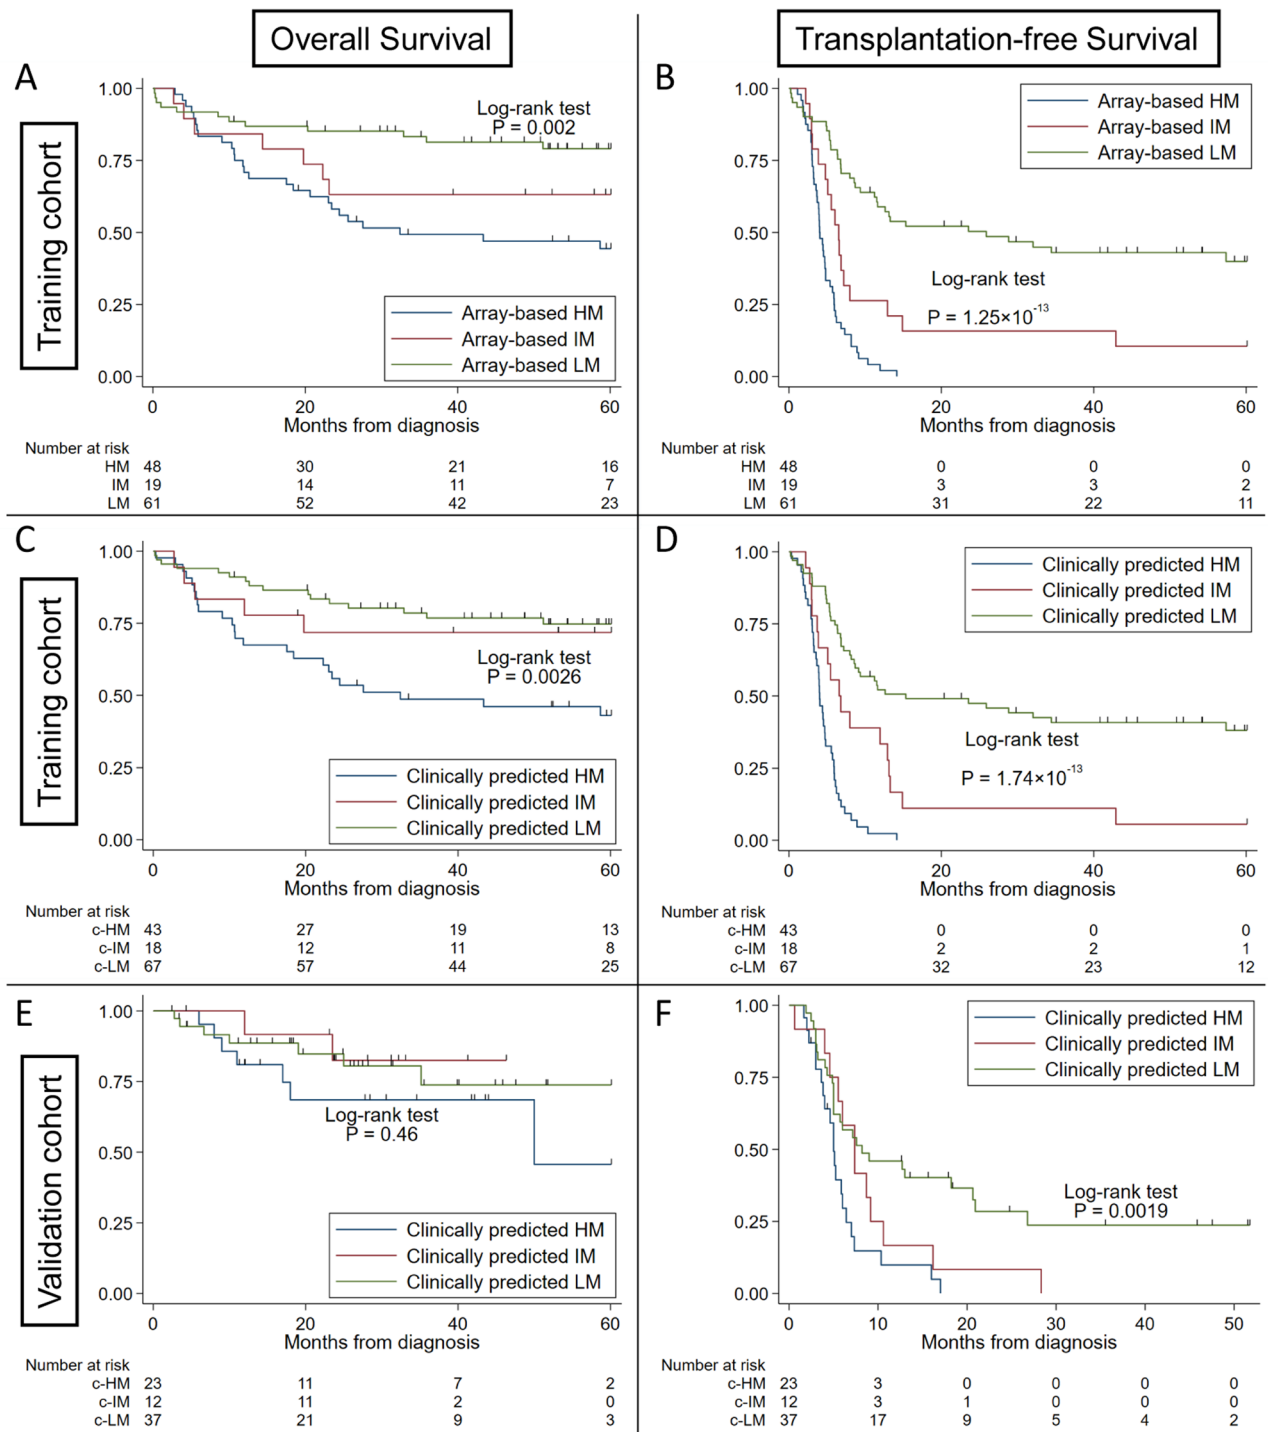 Overall Survival
Transplantation-free Survival
Training cohort
A
1.00
0.75
0.50
0.25
0.00
Log-rank test
P = 0.002
Array-based HM
Array-based IM
Array-based LM
0 20 40 60
Months from diagnosis
Number at risk
HM 48 30 21 16
IM 19 14 11 7
LM 61 52 42 23
B
1.00
0.75
0.50
0.25
0.00
Array-based HM
Array-based IM
Array-based LM
Log-rank test
P = 1.25×10⁻¹³
0 20 40 60
Months from diagnosis
Number at risk
HM 48 0 0 0
IM 19 3 3 2
LM 61 31 22 11
Training cohort
C
1.00
0.75
0.50
0.25
0.00
Log-rank test
P = 0.0026
Clinically predicted HM
Clinically predicted IM
Clinically predicted LM
0 20 40 60
Months from diagnosis
Number at risk
c-HM 43 27 19 13
c-IM 18 12 11 8
c-LM 67 57 44 25
D
1.00
0.75
0.50
0.25
0.00
Clinically predicted HM
Clinically predicted IM
Clinically predicted LM
Log-rank test
P = 1.74×10⁻¹³
0 20 40 60
Months from diagnosis
Number at risk
c-HM 43 0 0 0
c-IM 18 2 2 1
c-LM 67 32 23 12
Validation cohort
E
1.00
0.75
0.50
0.25
0.00
Log-rank test
P = 0.46
Clinically predicted HM
Clinically predicted IM
Clinically predicted LM
0 20 40 60
Months from diagnosis
Number at risk
c-HM 23 11 7 2
c-IM 12 11 2 0
c-LM 37 21 9 3
F
1.00
0.75
0.50
0.25
0.00
Clinically predicted HM
Clinically predicted IM
Clinically predicted LM
Log-rank test
P = 0.0019
0 10 20 30 40 50
Months from diagnosis
Number at risk
c-HM 23 3 0 0 0 0
c-IM 12 3 1 0 0 0
c-LM 37 17 9 5 4 2